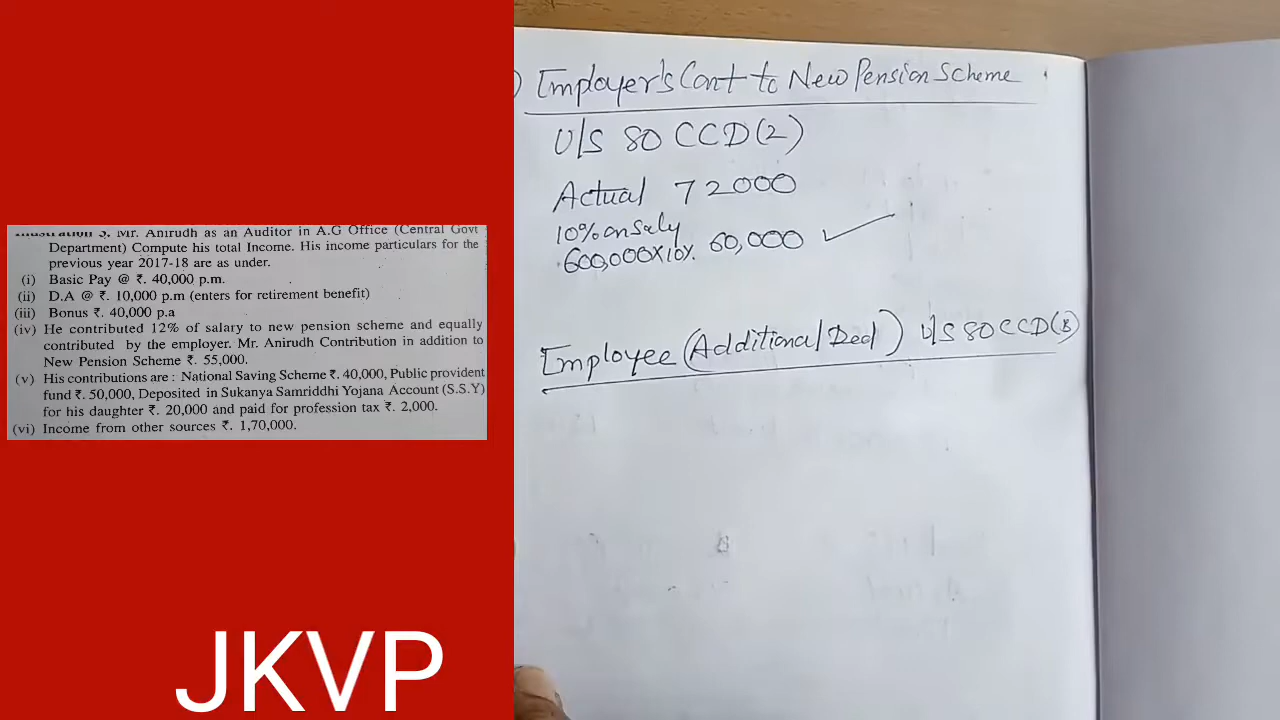 Illustration 5. Mr. Anirudh as an Auditor in A.G Office (Central Govt
Department) Compute his total Income. His income particulars for the
previous year 2017-18 are as under.
(i) Basic Pay @ ₹. 40,000 p.m.
(ii) D.A @ ₹. 10,000 p.m (enters for retirement benefit)
(iii) Bonus ₹. 40,000 p.a
(iv) He contributed 12% of salary to new pension scheme and equally
contributed by the employer. Mr. Anirudh Contribution in addition to
New Pension Scheme ₹. 55,000.
(v) His contributions are : National Saving Scheme ₹. 40,000, Public provident
fund ₹. 50,000, Deposited in Sukanya Samriddhi Yojana Account (S.S.Y)
for his daughter ₹. 20,000 and paid for profession tax ₹. 2,000.
(vi) Income from other sources ₹. 1,70,000.
JKVP
) Employer's Cont to New Pension Scheme
U/S 80 CCD(2)
Actual 72000
10% on Saly
600,000X10%. 60,000
Employee (Additional Ded) U/S 80 CCD(B)